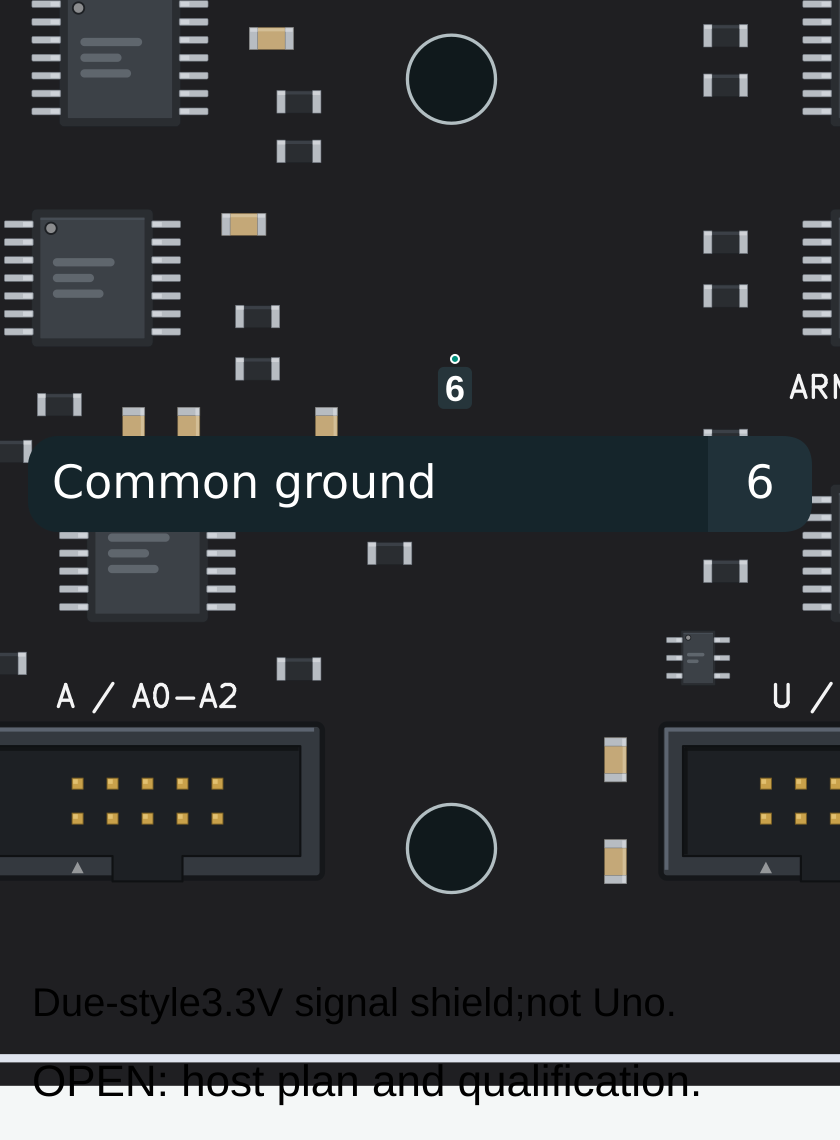 ARM
6
Common ground 6
A / A0-A2
U /
Due-style3.3V signal shield;not Uno.
OPEN: host plan and qualification.